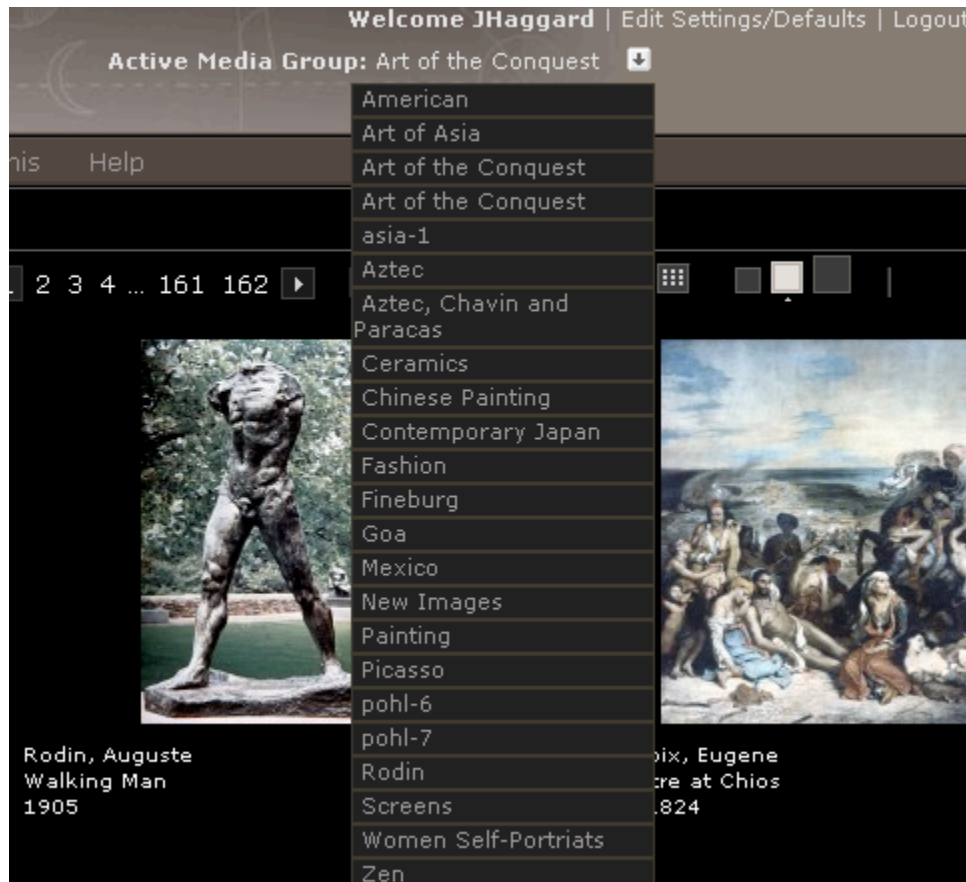 Welcome JHaggard | Edit Settings/Defaults | Logout
Active Media Group: Art of the Conquest
American
Art of Asia
Help
Art of the Conquest
Art of the Conquest
asia-1
Aztec
2 3 4 ... 161 162
Aztec, Chavin and
Paracas
Ceramics
Chinese Painting
Contemporary Japan
Fashion
Fineburg
Goa
Mexico
New Images
Painting
Picasso
pohl-6
pohl-7
Rodin
Screens
Women Self-Portriats
Zen
Rodin, Auguste
Walking Man
1905
Eugene
at Chios